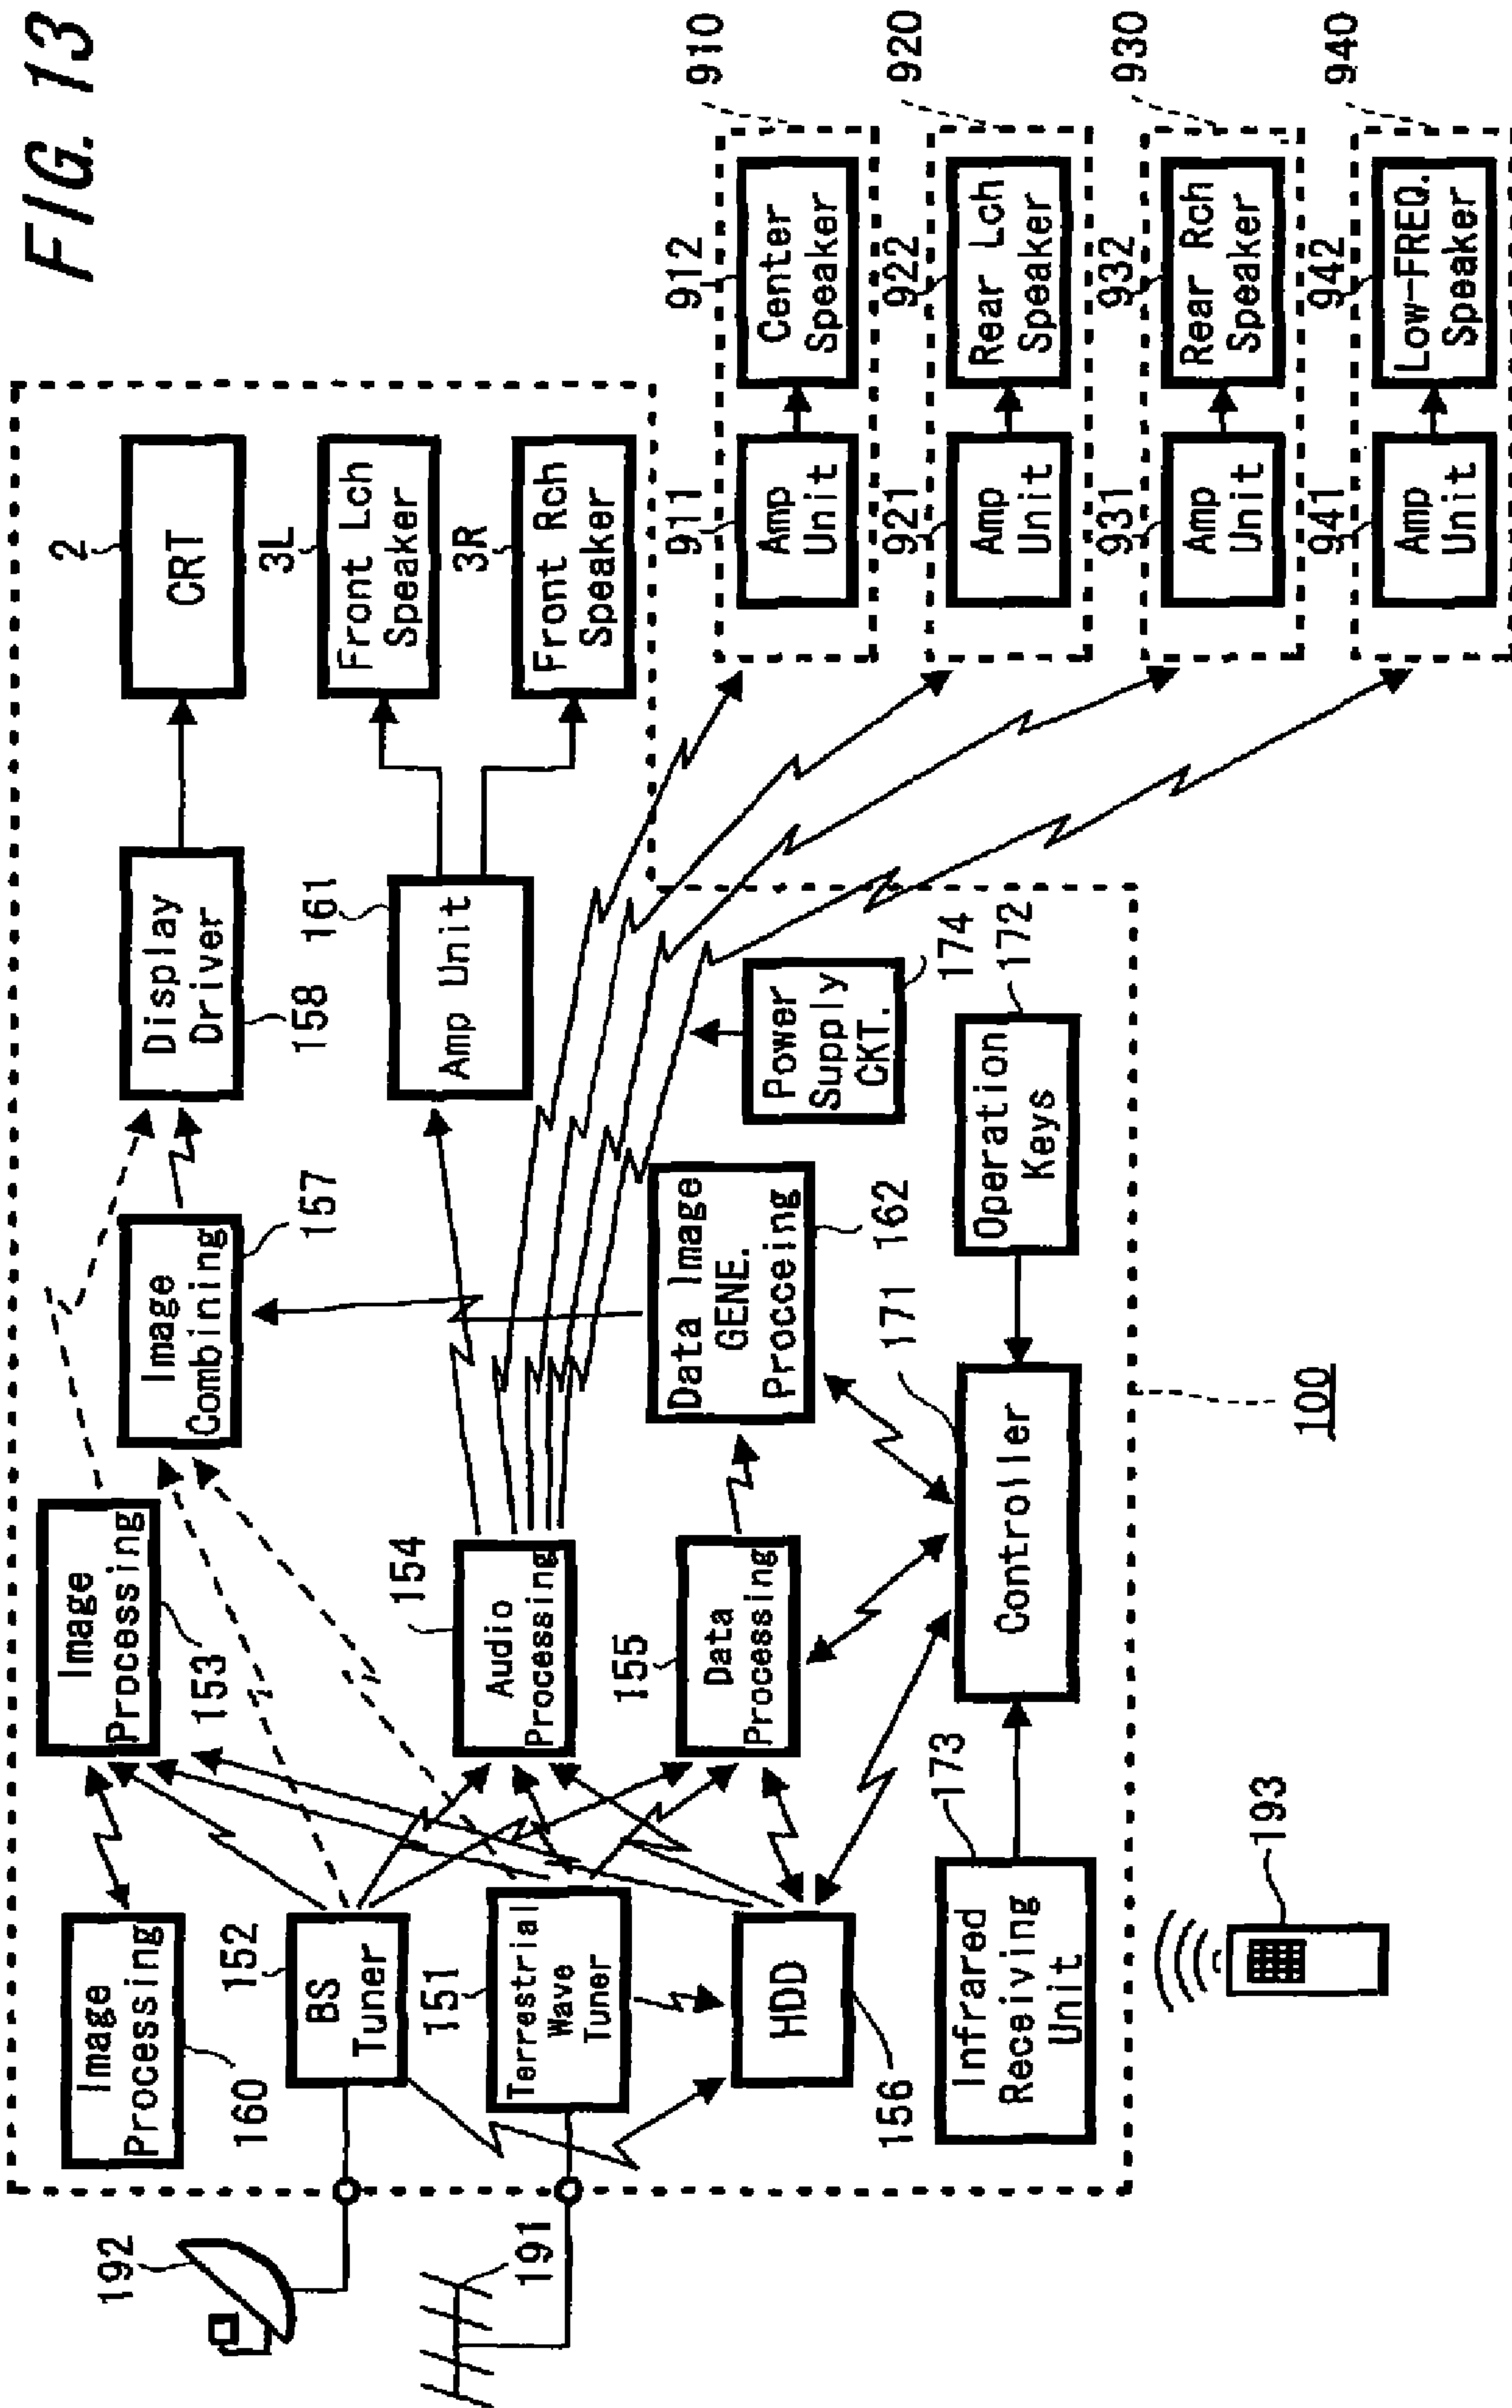 FIG. 13
192
191
Image
Processing
160
BS
Tuner
152
Terrestrial
Wave
Tuner
151
HDD
156
Infrared
Receiving
Unit
173
193
Image
Processing
153
Audio
Processing
154
Data
Processing
155
Controller
171
Image
Combining
157
Data Image
GENE.
Procceing
162
Operation
Keys
172
Power
Supply
CKT.
174
Display
Driver
158
Amp Unit
161
CRT
2
Front Lch
Speaker
3L
Front Rch
Speaker
3R
100
Amp
Unit
911
Center
Speaker
912
910
Amp
Unit
921
Rear Lch
Speaker
922
920
Amp
Unit
931
Rear Rch
Speaker
932
930
Amp
Unit
941
Low-FREQ.
Speaker
942
940